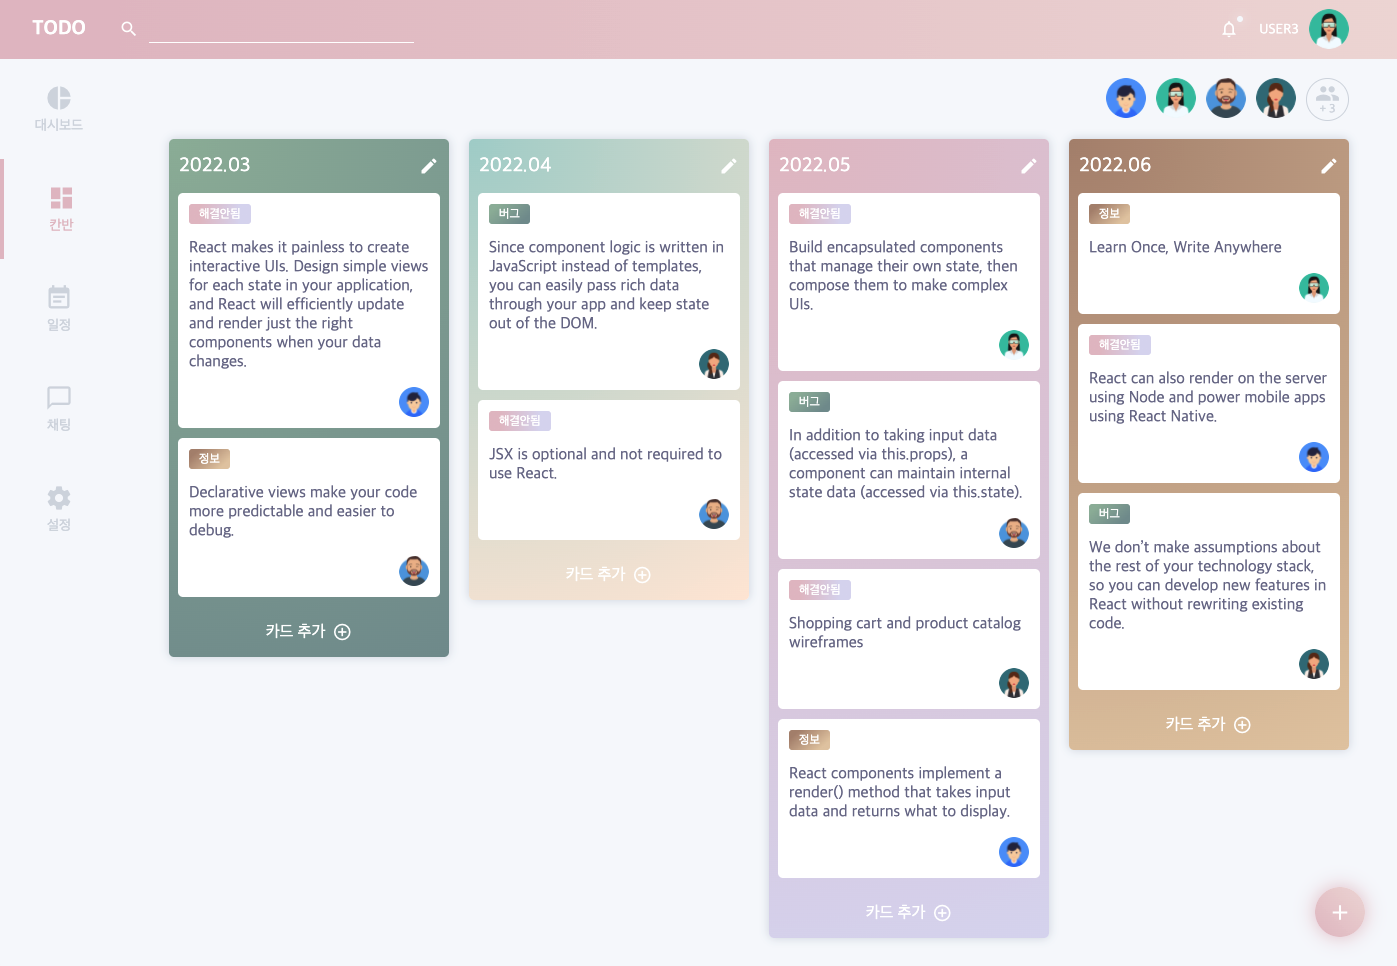 TODO
USER3
대시보드
칸반
일정
채팅
설정
+3
2022.03
해결안됨
React makes it painless to create
interactive UIs. Design simple views
for each state in your application,
and React will efficiently update
and render just the right
components when your data
changes.
정보
Declarative views make your code
more predictable and easier to
debug.
카드 추가
2022.04
버그
Since component logic is written in
JavaScript instead of templates,
you can easily pass rich data
through your app and keep state
out of the DOM.
해결안됨
JSX is optional and not required to
use React.
카드 추가
2022.05
해결안됨
Build encapsulated components
that manage their own state, then
compose them to make complex
UIs.
버그
In addition to taking input data
(accessed via this.props), a
component can maintain internal
state data (accessed via this.state).
해결안됨
Shopping cart and product catalog
wireframes
정보
React components implement a
render() method that takes input
data and returns what to display.
카드 추가
2022.06
정보
Learn Once, Write Anywhere
해결안됨
React can also render on the server
using Node and power mobile apps
using React Native.
버그
We don’t make assumptions about
the rest of your technology stack,
so you can develop new features in
React without rewriting existing
code.
카드 추가